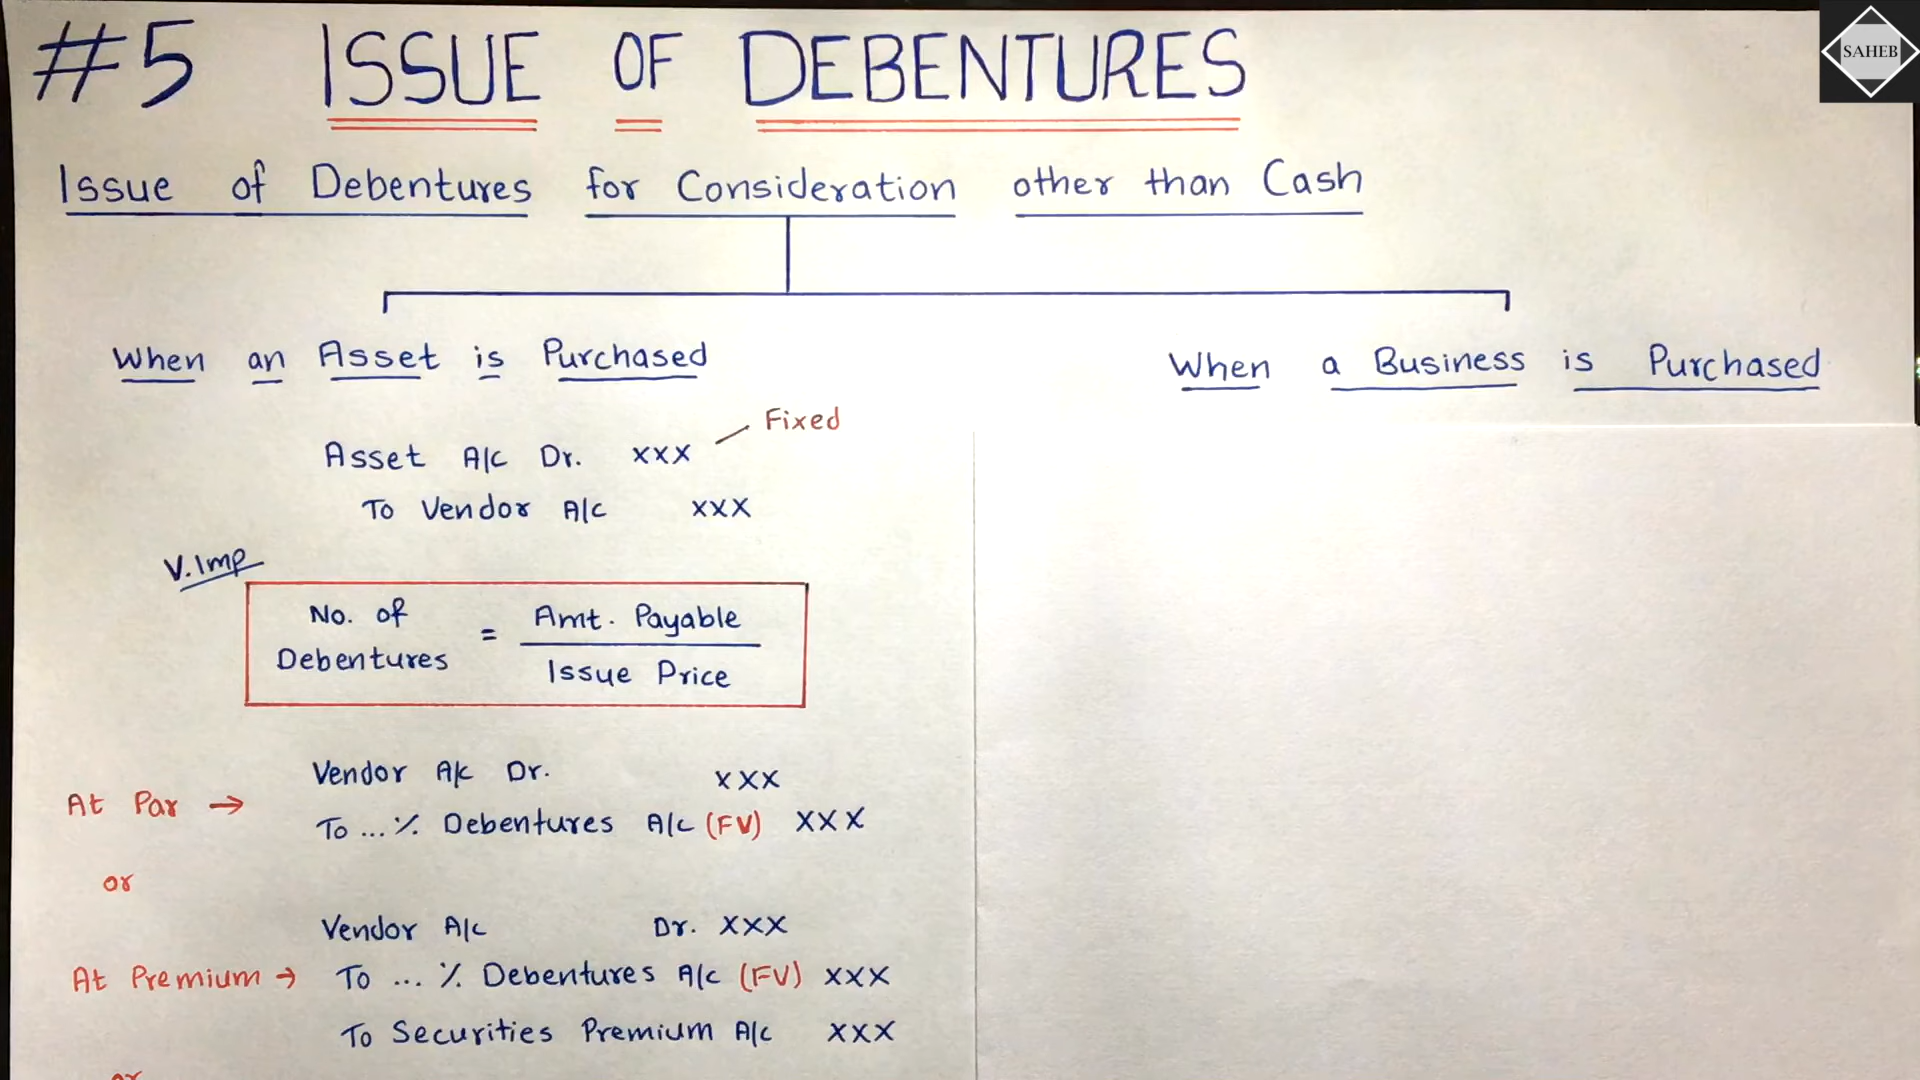 #5 ISSUE OF DEBENTURES
SAHEB
Issue of Debentures for Consideration other than Cash
When an Asset is Purchased
When a Business is Purchased
Fixed
Asset A/c Dr. xxx
To Vendor A/c xxx
V.Imp
No. of Debentures = Amt. Payable / Issue Price
At Par →
Vendor A/c Dr. xxx
To ...% Debentures A/c (FV) xxx
or
At Premium →
Vendor A/c Dr. xxx
To ...% Debentures A/c (FV) xxx
To Securities Premium A/c xxx
or